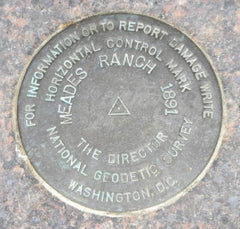 FOR INFORMATION OR TO REPORT DAMAGE WRITE
HORIZONTAL CONTROL MARK
MEADES RANCH 1891
THE DIRECTOR
NATIONAL GEODETIC SURVEY
WASHINGTON, D.C.